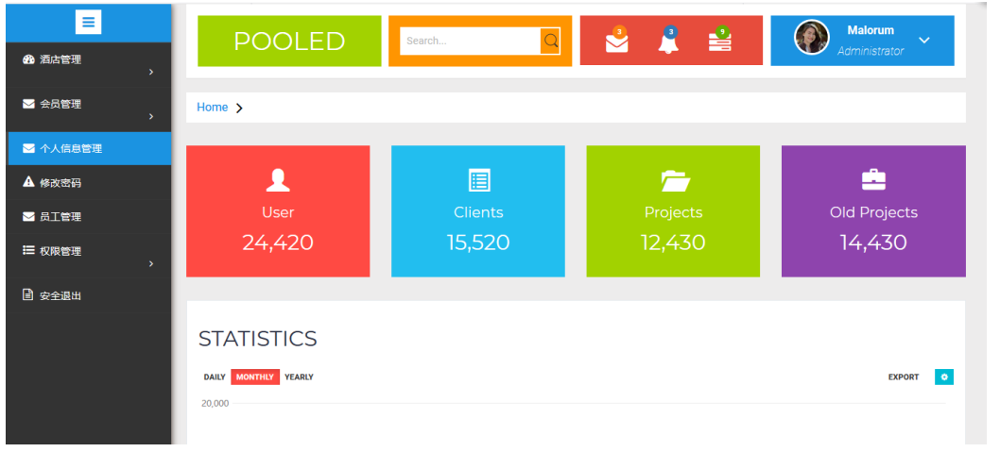 POOLED
Search...
3
3
9
Malorum
Administrator
酒店管理
会员管理
个人信息管理
修改密码
员工管理
权限管理
安全退出
Home
User
24,420
Clients
15,520
Projects
12,430
Old Projects
14,430
STATISTICS
DAILY MONTHLY YEARLY
EXPORT
20,000